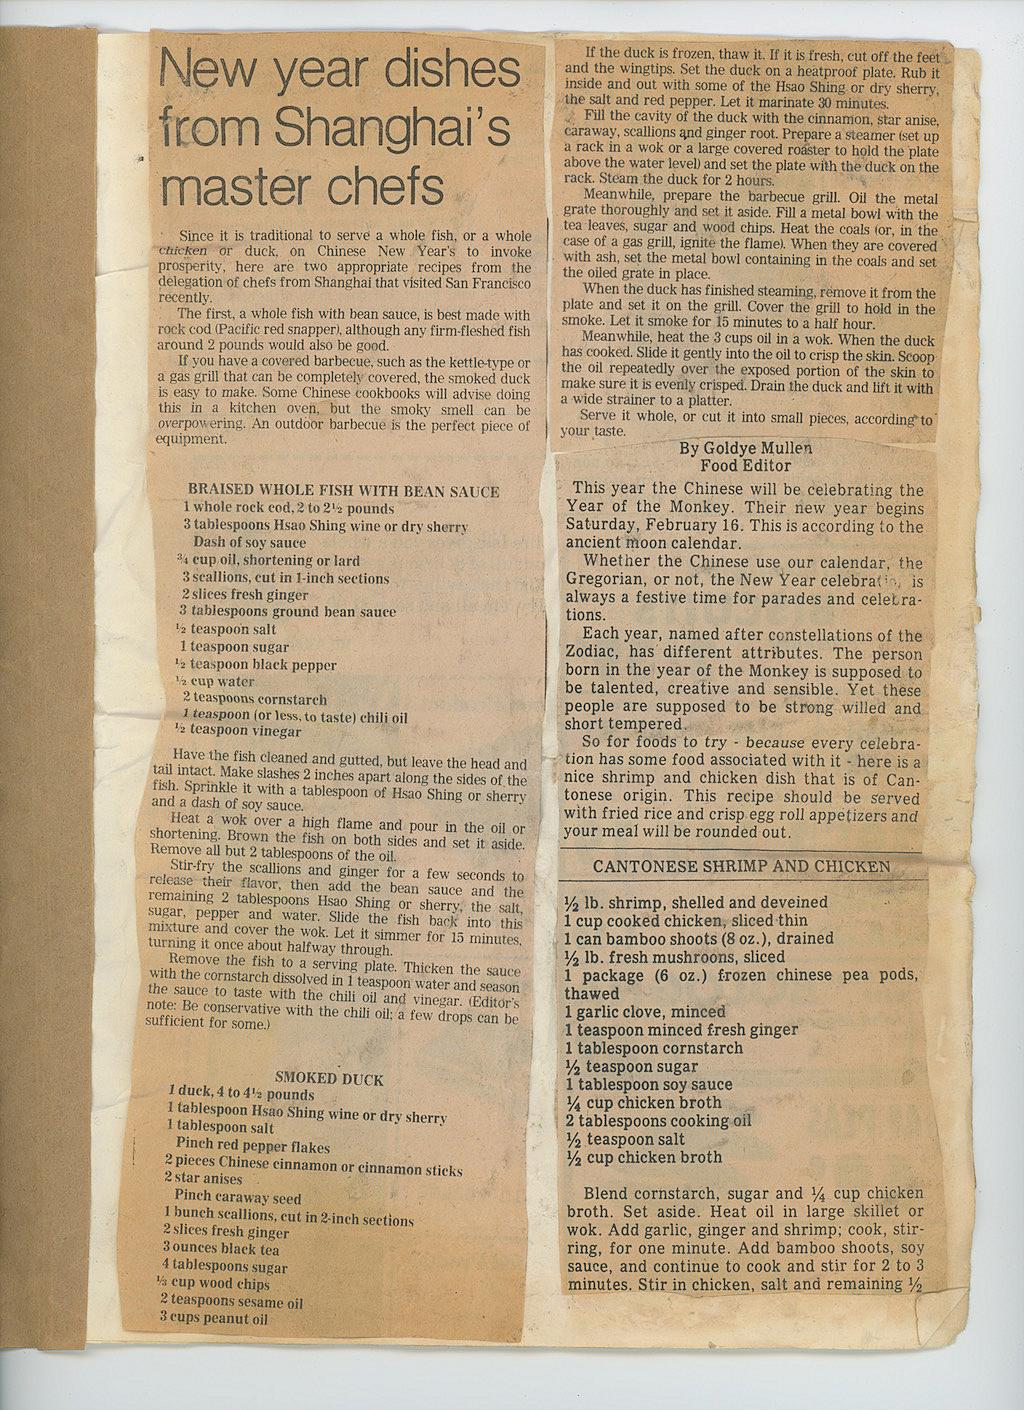 New year dishes
from Shanghai's
master chefs
Since it is traditional to serve a whole fish, or a whole
chicken or duck, on Chinese New Year's to invoke
prosperity, here are two appropriate recipes from the
delegation of chefs from Shanghai that visited San Francisco
recently.
The first, a whole fish with bean sauce, is best made with
rock cod (Pacific red snapper), although any firm-fleshed fish
around 2 pounds would also be good.
If you have a covered barbecue, such as the kettle-type or
a gas grill that can be completely covered, the smoked duck
is easy to make. Some Chinese cookbooks will advise doing
this in a kitchen oven, but the smoky smell can be
overpowering. An outdoor barbecue is the perfect piece of
equipment.
BRAISED WHOLE FISH WITH BEAN SAUCE
1 whole rock cod, 2 to 2½ pounds
3 tablespoons Hsao Shing wine or dry sherry
Dash of soy sauce
¾ cup oil, shortening or lard
3 scallions, cut in 1-inch sections
2 slices fresh ginger
3 tablespoons ground bean sauce
½ teaspoon salt
1 teaspoon sugar
½ teaspoon black pepper
½ cup water
2 teaspoons cornstarch
1 teaspoon (or less, to taste) chili oil
½ teaspoon vinegar
Have the fish cleaned and gutted, but leave the head and
tail intact. Make slashes 2 inches apart along the sides of the
fish. Sprinkle it with a tablespoon of Hsao Shing or sherry
and a dash of soy sauce.
Heat a wok over a high flame and pour in the oil or
shortening. Brown the fish on both sides and set it aside.
Remove all but 2 tablespoons of the oil.
Stir-fry the scallions and ginger for a few seconds to
release their flavor, then add the bean sauce and the
remaining 2 tablespoons Hsao Shing or sherry, the salt,
sugar, pepper and water. Slide the fish back into this
mixture and cover the wok. Let it simmer for 15 minutes,
turning it once about halfway through.
Remove the fish to a serving plate. Thicken the sauce
with the cornstarch dissolved in 1 teaspoon water and season
the sauce to taste with the chili oil and vinegar. (Editor's
note: Be conservative with the chili oil; a few drops can be
sufficient for some.)
SMOKED DUCK
1 duck, 4 to 4½ pounds
1 tablespoon Hsao Shing wine or dry sherry
1 tablespoon salt
Pinch red pepper flakes
2 pieces Chinese cinnamon or cinnamon sticks
2 star anises
Pinch caraway seed
1 bunch scallions, cut in 2-inch sections
2 slices fresh ginger
3 ounces black tea
4 tablespoons sugar
⅓ cup wood chips
2 teaspoons sesame oil
3 cups peanut oil
If the duck is frozen, thaw it. If it is fresh, cut off the feet
and the wingtips. Set the duck on a heatproof plate. Rub it
inside and out with some of the Hsao Shing or dry sherry,
the salt and red pepper. Let it marinate 30 minutes.
Fill the cavity of the duck with the cinnamon, star anise,
caraway, scallions and ginger root. Prepare a steamer (set up
a rack in a wok or a large covered roaster to hold the plate
above the water level) and set the plate with the duck on the
rack. Steam the duck for 2 hours.
Meanwhile, prepare the barbecue grill. Oil the metal
grate thoroughly and set it aside. Fill a metal bowl with the
tea leaves, sugar and wood chips. Heat the coals (or, in the
case of a gas grill, ignite the flame). When they are covered
with ash, set the metal bowl containing in the coals and set
the oiled grate in place.
When the duck has finished steaming, remove it from the
plate and set it on the grill. Cover the grill to hold in the
smoke. Let it smoke for 15 minutes to a half hour.
Meanwhile, heat the 3 cups oil in a wok. When the duck
has cooked. Slide it gently into the oil to crisp the skin. Scoop
the oil repeatedly over the exposed portion of the skin to
make sure it is evenly crisped. Drain the duck and lift it with
a wide strainer to a platter.
Serve it whole, or cut it into small pieces, according to
your taste.
By Goldye Mullen
Food Editor
This year the Chinese will be celebrating the
Year of the Monkey. Their new year begins
Saturday, February 16. This is according to the
ancient moon calendar.
Whether the Chinese use our calendar, the
Gregorian, or not, the New Year is
always a festive time for parades and celebra-
tions.
Each year, named after constellations of the
Zodiac, has different attributes. The person
born in the year of the Monkey is supposed to
be talented, creative and sensible. Yet these
people are supposed to be strong willed and
short tempered.
So for foods to try - because every celebra-
tion has some food associated with it - here is a
nice shrimp and chicken dish that is of Can-
tonese origin. This recipe should be served
with fried rice and crisp egg roll appetizers and
your meal will be rounded out.
CANTONESE SHRIMP AND CHICKEN
½ lb. shrimp, shelled and deveined
1 cup cooked chicken, sliced thin
1 can bamboo shoots (8 oz.), drained
½ lb. fresh mushroons, sliced
1 package (6 oz.) frozen chinese pea pods,
thawed
1 garlic clove, minced
1 teaspoon minced fresh ginger
1 tablespoon cornstarch
½ teaspoon sugar
1 tablespoon soy sauce
¼ cup chicken broth
2 tablespoons cooking oil
½ teaspoon salt
½ cup chicken broth
Blend cornstarch, sugar and ¼ cup chicken
broth. Set aside. Heat oil in large skillet or
wok. Add garlic, ginger and shrimp; cook, stir-
ring, for one minute. Add bamboo shoots, soy
sauce, and continue to cook and stir for 2 to 3
minutes. Stir in chicken, salt and remaining ½